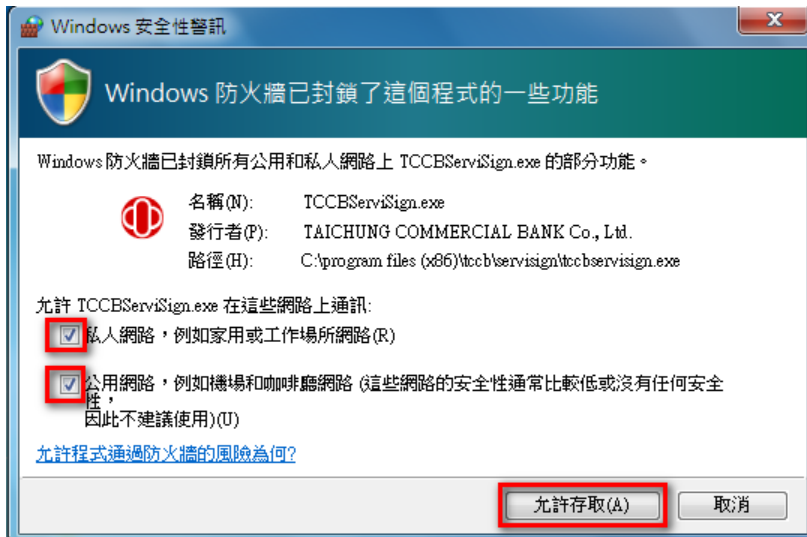 Windows 安全性警訊
Windows 防火牆已封鎖了這個程式的一些功能
Windows 防火牆已封鎖所有公用和私人網路上 TCCBServiSign.exe 的部分功能。
名稱(N): TCCBServiSign.exe
發行者(P): TAICHUNG COMMERCIAL BANK Co., Ltd.
路徑(H): C:\program files (x86)\tccb\servisign\tccbservisign.exe
允許 TCCBServiSign.exe 在這些網路上通訊:
私人網路，例如家用或工作場所網路(R)
公用網路，例如機場和咖啡廳網路 (這些網路的安全性通常比較低或沒有任何安全
性，
因此不建議使用)(U)
允許程式通過防火牆的風險為何?
允許存取(A) 取消